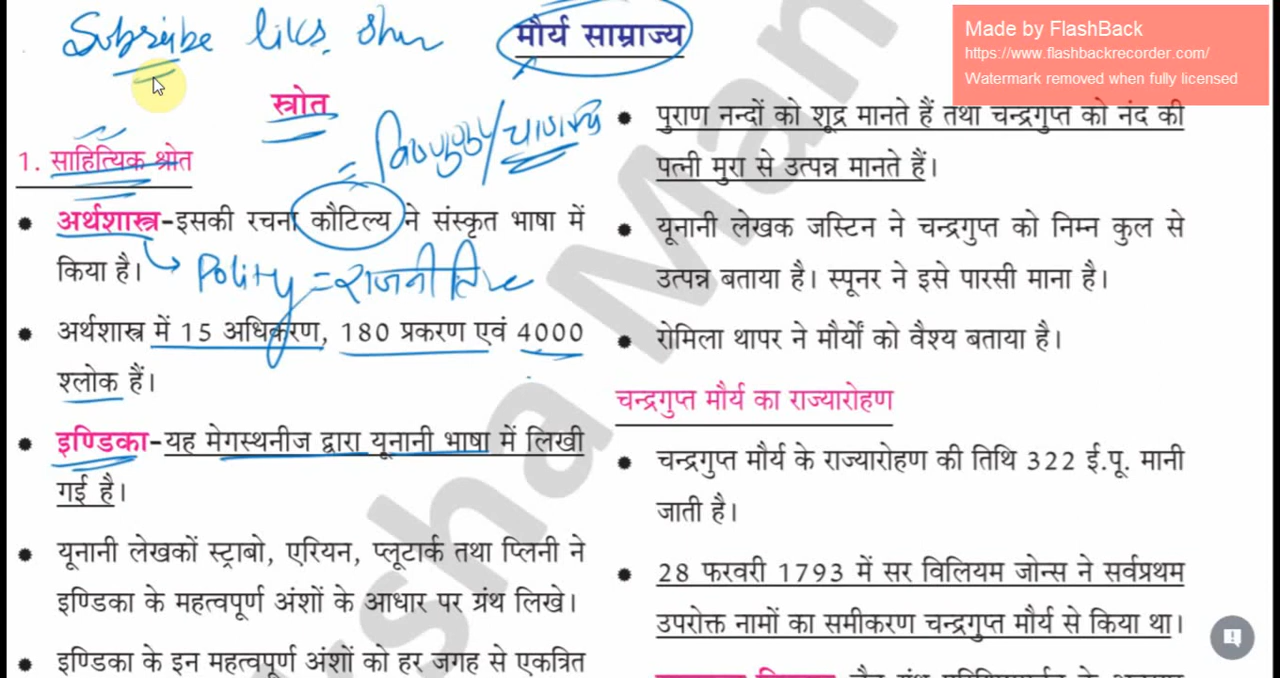 Subscribe like Shr
मौर्य साम्राज्य
Made by FlashBack
https://www.flashbackrecorder.com/
Watermark removed when fully licensed
स्त्रोत
चाणक्य
1. साहित्यिक श्रोत
• अर्थशास्त्र-इसकी रचना कौटिल्य ने संस्कृत भाषा में
किया है।
Polity =
• अर्थशास्त्र में 15 अधिकरण, 180 प्रकरण एवं 4000
श्लोक हैं।
• इण्डिका-यह मेगस्थनीज द्वारा यूनानी भाषा में लिखी
गई है।
• यूनानी लेखकों स्ट्राबो, एरियन, प्लूटार्क तथा प्लिनी ने
इण्डिका के महत्वपूर्ण अंशों के आधार पर ग्रंथ लिखे।
• इण्डिका के इन महत्वपूर्ण अंशों को हर जगह से एकत्रित
• पुराण नन्दों को शूद्र मानते हैं तथा चन्द्रगुप्त को नंद की
पत्नी मुरा से उत्पन्न मानते हैं।
• यूनानी लेखक जस्टिन ने चन्द्रगुप्त को निम्न कुल से
उत्पन्न बताया है। स्पूनर ने इसे पारसी माना है।
• रोमिला थापर ने मौर्यों को वैश्य बताया है।
चन्द्रगुप्त मौर्य का राज्यारोहण
• चन्द्रगुप्त मौर्य के राज्यारोहण की तिथि 322 ई.पू. मानी
जाती है।
• 28 फरवरी 1793 में सर विलियम जोन्स ने सर्वप्रथम
उपरोक्त नामों का समीकरण चन्द्रगुप्त मौर्य से किया था।